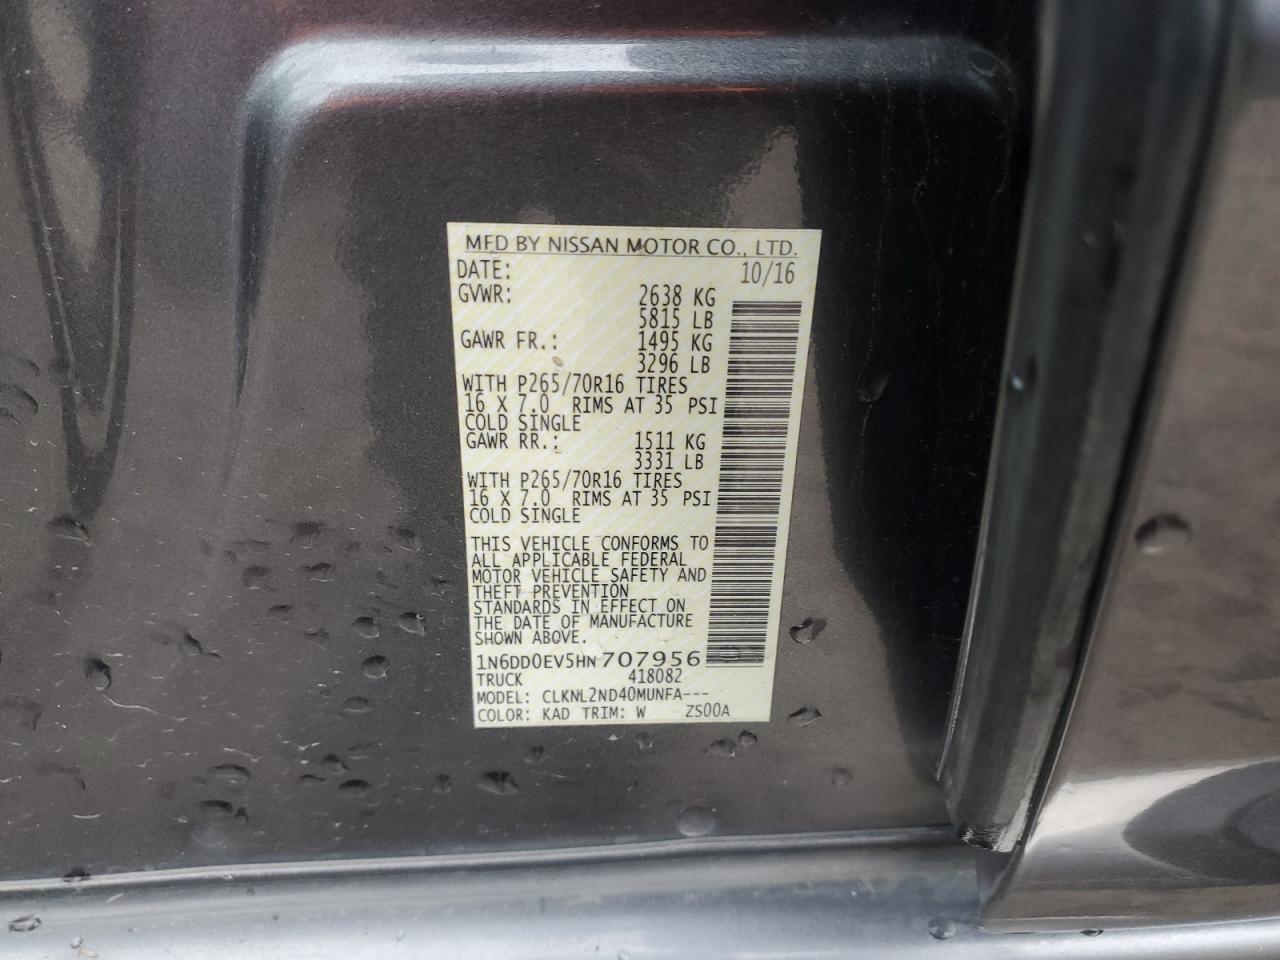 MFD BY NISSAN MOTOR CO., LTD.
DATE: 10/16
GVWR: 2638 KG
5815 LB
GAWR FR.: 1495 KG
3296 LB
WITH P265/70R16 TIRES
16 X 7.0 RIMS AT 35 PSI
COLD SINGLE
GAWR RR.: 1511 KG
3331 LB
WITH P265/70R16 TIRES
16 X 7.0 RIMS AT 35 PSI
COLD SINGLE
THIS VEHICLE CONFORMS TO
ALL APPLICABLE FEDERAL
MOTOR VEHICLE SAFETY AND
THEFT PREVENTION
STANDARDS IN EFFECT ON
THE DATE OF MANUFACTURE
SHOWN ABOVE.
1N6DD0EV5HN707956
TRUCK 418082
MODEL: CLKNL2ND40MUNFA---
COLOR: KAD TRIM: W ZS00A